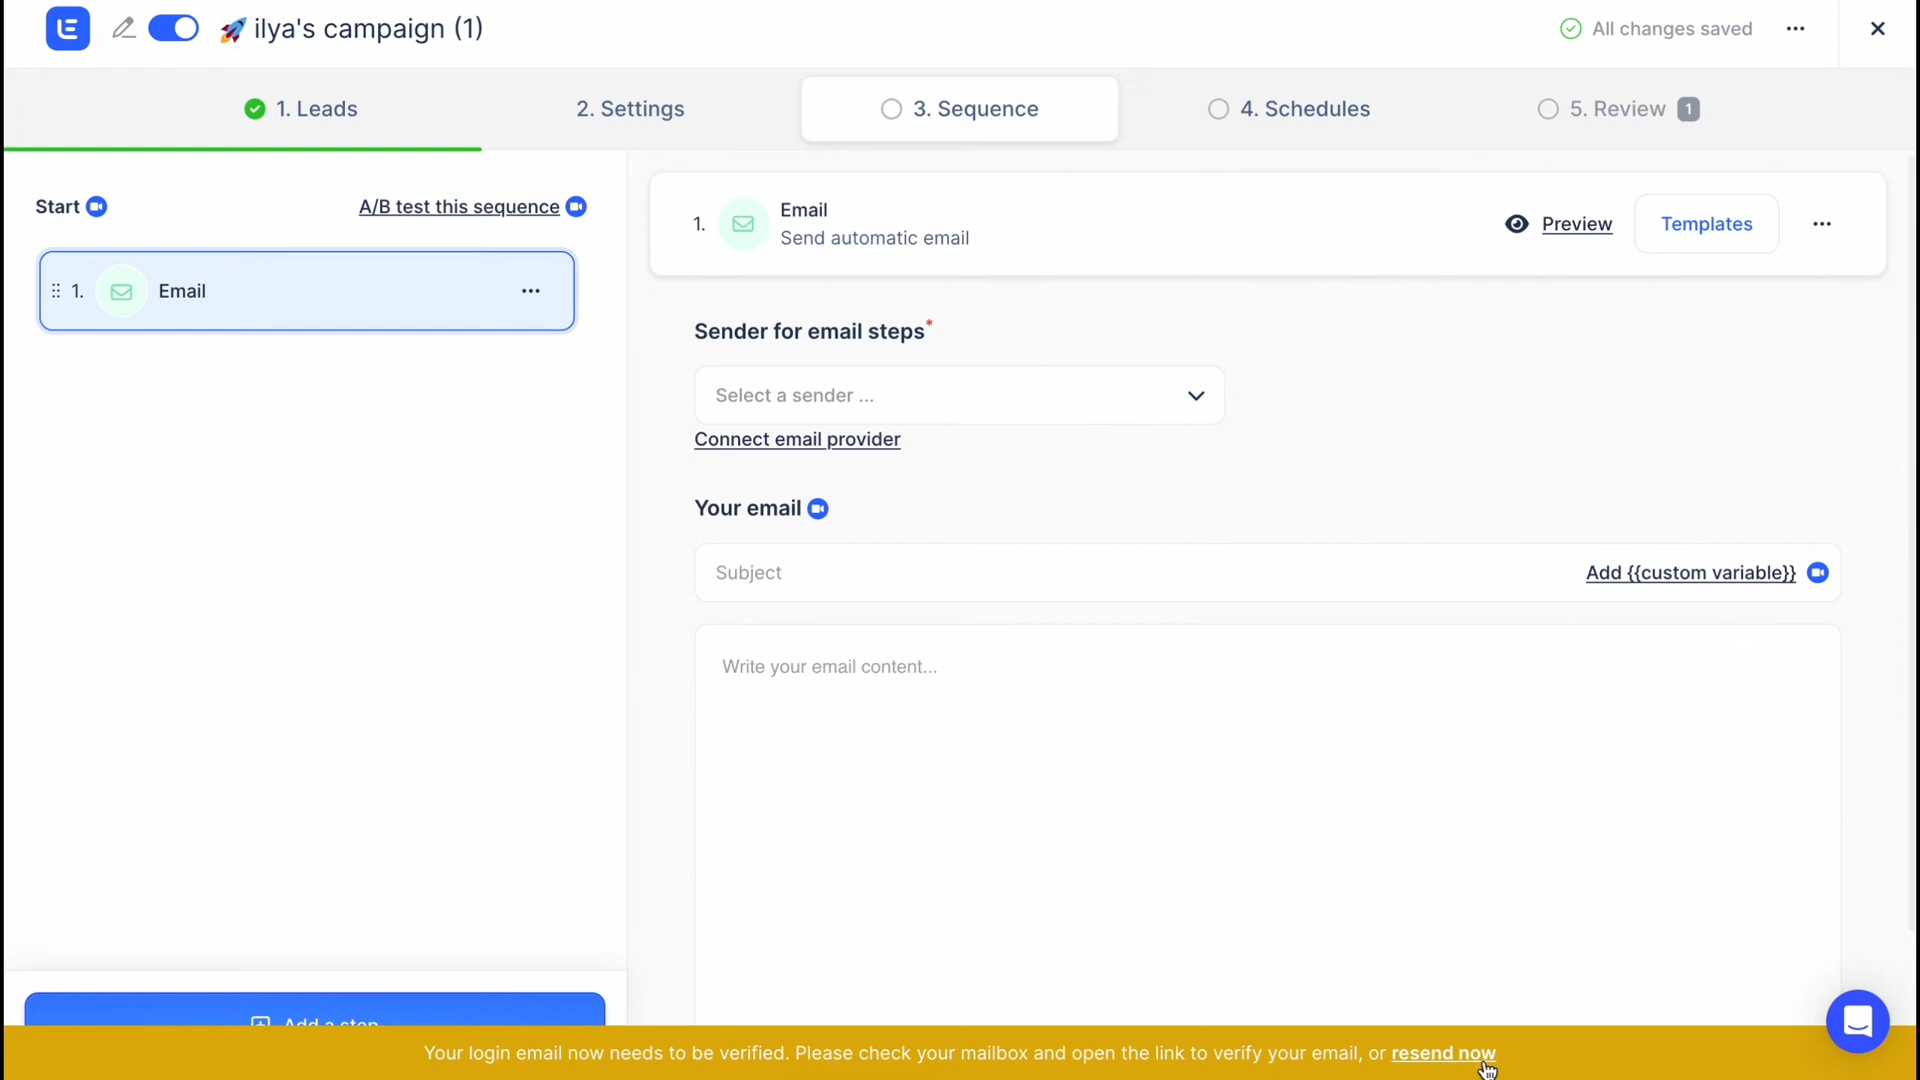 ilya's campaign (1)
All changes saved
1. Leads
2. Settings
3. Sequence
4. Schedules
5. Review 1
Start
A/B test this sequence
1. Email
1. Email
Send automatic email
Preview
Templates
Sender for email steps*
Select a sender ...
Connect email provider
Your email
Subject
Add {{custom variable}}
Write your email content...
Add a step
Your login email now needs to be verified. Please check your mailbox and open the link to verify your email, or resend now